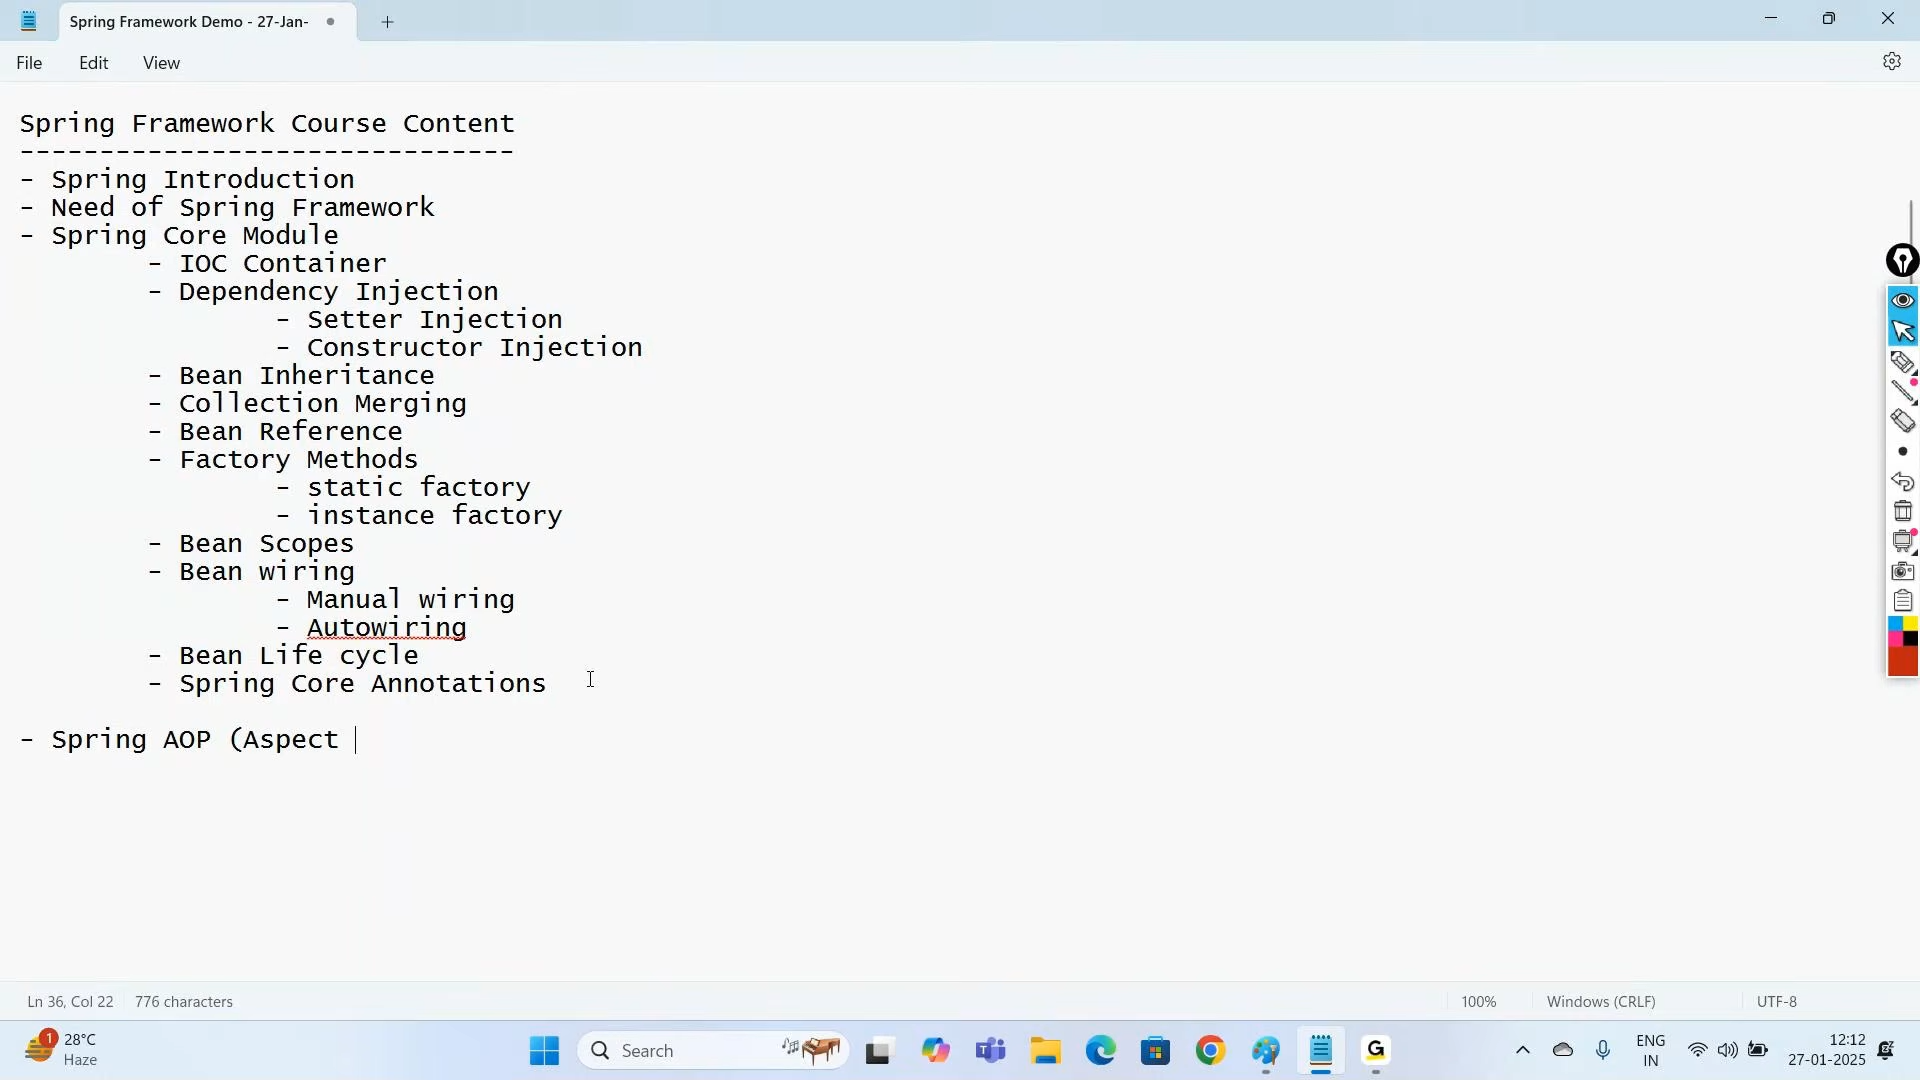 Spring Framework Demo - 27-Jan-
File Edit View
Spring Framework Course Content
-------------------------------
- Spring Introduction
- Need of Spring Framework
- Spring Core Module
- IOC Container
- Dependency Injection
- Setter Injection
- Constructor Injection
- Bean Inheritance
- Collection Merging
- Bean Reference
- Factory Methods
- static factory
- instance factory
- Bean Scopes
- Bean wiring
- Manual wiring
- Autowiring
- Bean Life cycle
- Spring Core Annotations
- Spring AOP (Aspect
Ln 36, Col 22 776 characters 100% Windows (CRLF) UTF-8
1 28°C
Haze
Search
G
ENG
IN
12:12
27-01-2025